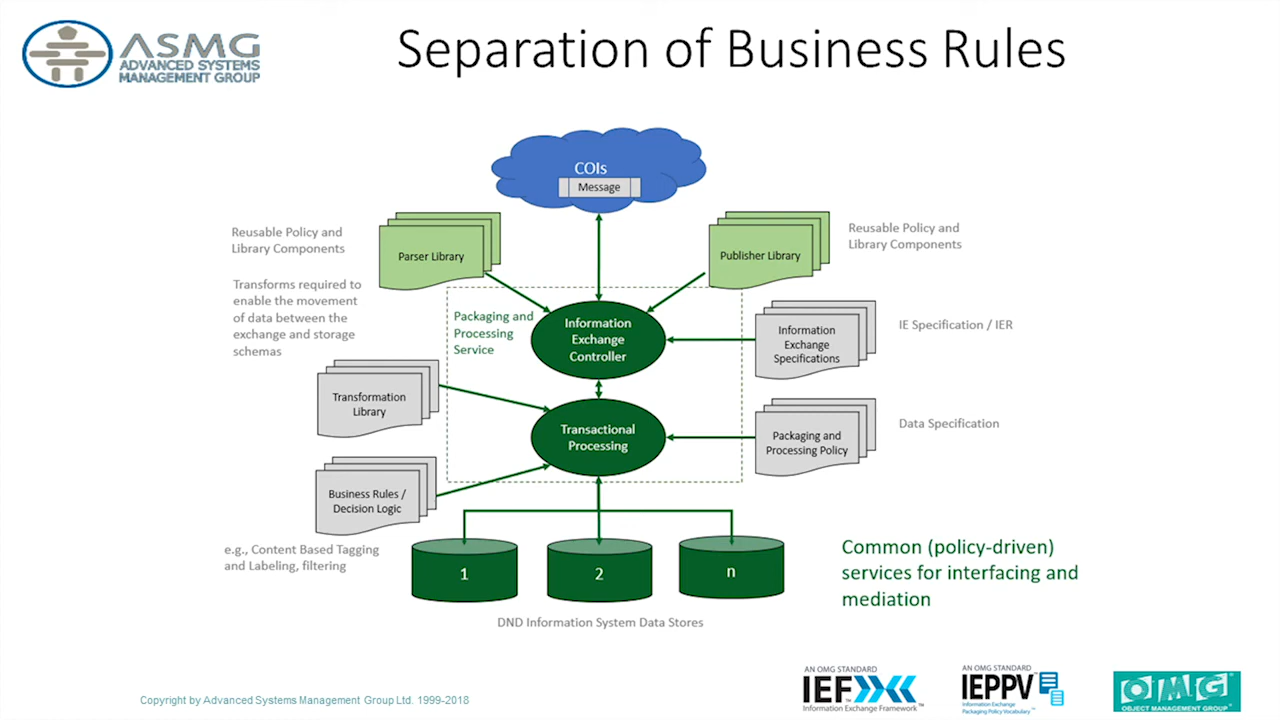 ASMG
ADVANCED SYSTEMS
MANAGEMENT GROUP
Separation of Business Rules
COIs
Message
Reusable Policy and
Library Components
Parser Library
Publisher Library
Reusable Policy and
Library Components
Transforms required to
enable the movement
of data between the
exchange and storage
schemas
Packaging and
Processing
Service
Information
Exchange
Controller
Information
Exchange
Specifications
IE Specification / IER
Transformation
Library
Transactional
Processing
Packaging and
Processing Policy
Data Specification
Business Rules /
Decision Logic
e.g., Content Based Tagging
and Labeling, filtering
1
2
n
DND Information System Data Stores
Common (policy-driven)
services for interfacing and
mediation
Copyright by Advanced Systems Management Group Ltd. 1999-2018
AN OMG STANDARD
IEF
Information Exchange Framework™
AN OMG STANDARD
IEPPV
Information Exchange
Packaging Policy Vocabulary™
OMG
OBJECT MANAGEMENT GROUP